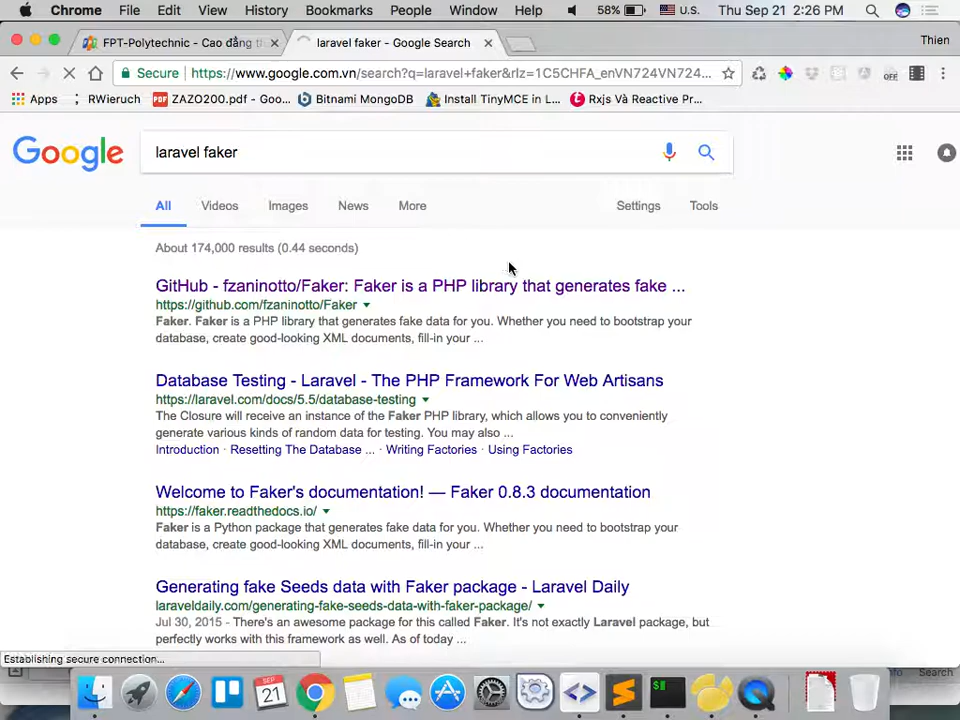 Chrome File Edit View History Bookmarks People Window Help 58% U.S. Thu Sep 21 2:26 PM
FPT-Polytechnic - Cao đẳng th laravel faker - Google Search Thien
Secure https://www.google.com.vn/search?q=laravel+faker&rlz=1C5CHFA_enVN724VN724... OFF
Apps RWieruch PDF ZAZO200.pdf - Goo... Bitnami MongoDB Install TinyMCE in L... Rxjs Và Reactive Pr...
Google laravel faker
All Videos Images News More Settings Tools
About 174,000 results (0.44 seconds)
GitHub - fzaninotto/Faker: Faker is a PHP library that generates fake ...
https://github.com/fzaninotto/Faker
Faker. Faker is a PHP library that generates fake data for you. Whether you need to bootstrap your
database, create good-looking XML documents, fill-in your ...
Database Testing - Laravel - The PHP Framework For Web Artisans
https://laravel.com/docs/5.5/database-testing
The Closure will receive an instance of the Faker PHP library, which allows you to conveniently
generate various kinds of random data for testing. You may also ...
Introduction · Resetting The Database ... · Writing Factories · Using Factories
Welcome to Faker's documentation! — Faker 0.8.3 documentation
https://faker.readthedocs.io/
Faker is a Python package that generates fake data for you. Whether you need to bootstrap your
database, create good-looking XML documents, fill-in your ...
Generating fake Seeds data with Faker package - Laravel Daily
laraveldaily.com/generating-fake-seeds-data-with-faker-package/
Jul 30, 2015 - There's an awesome package for this called Faker. It's not exactly Laravel package, but
perfectly works with this framework as well. As of today ...
Establishing secure connection...
Search
SEP
21